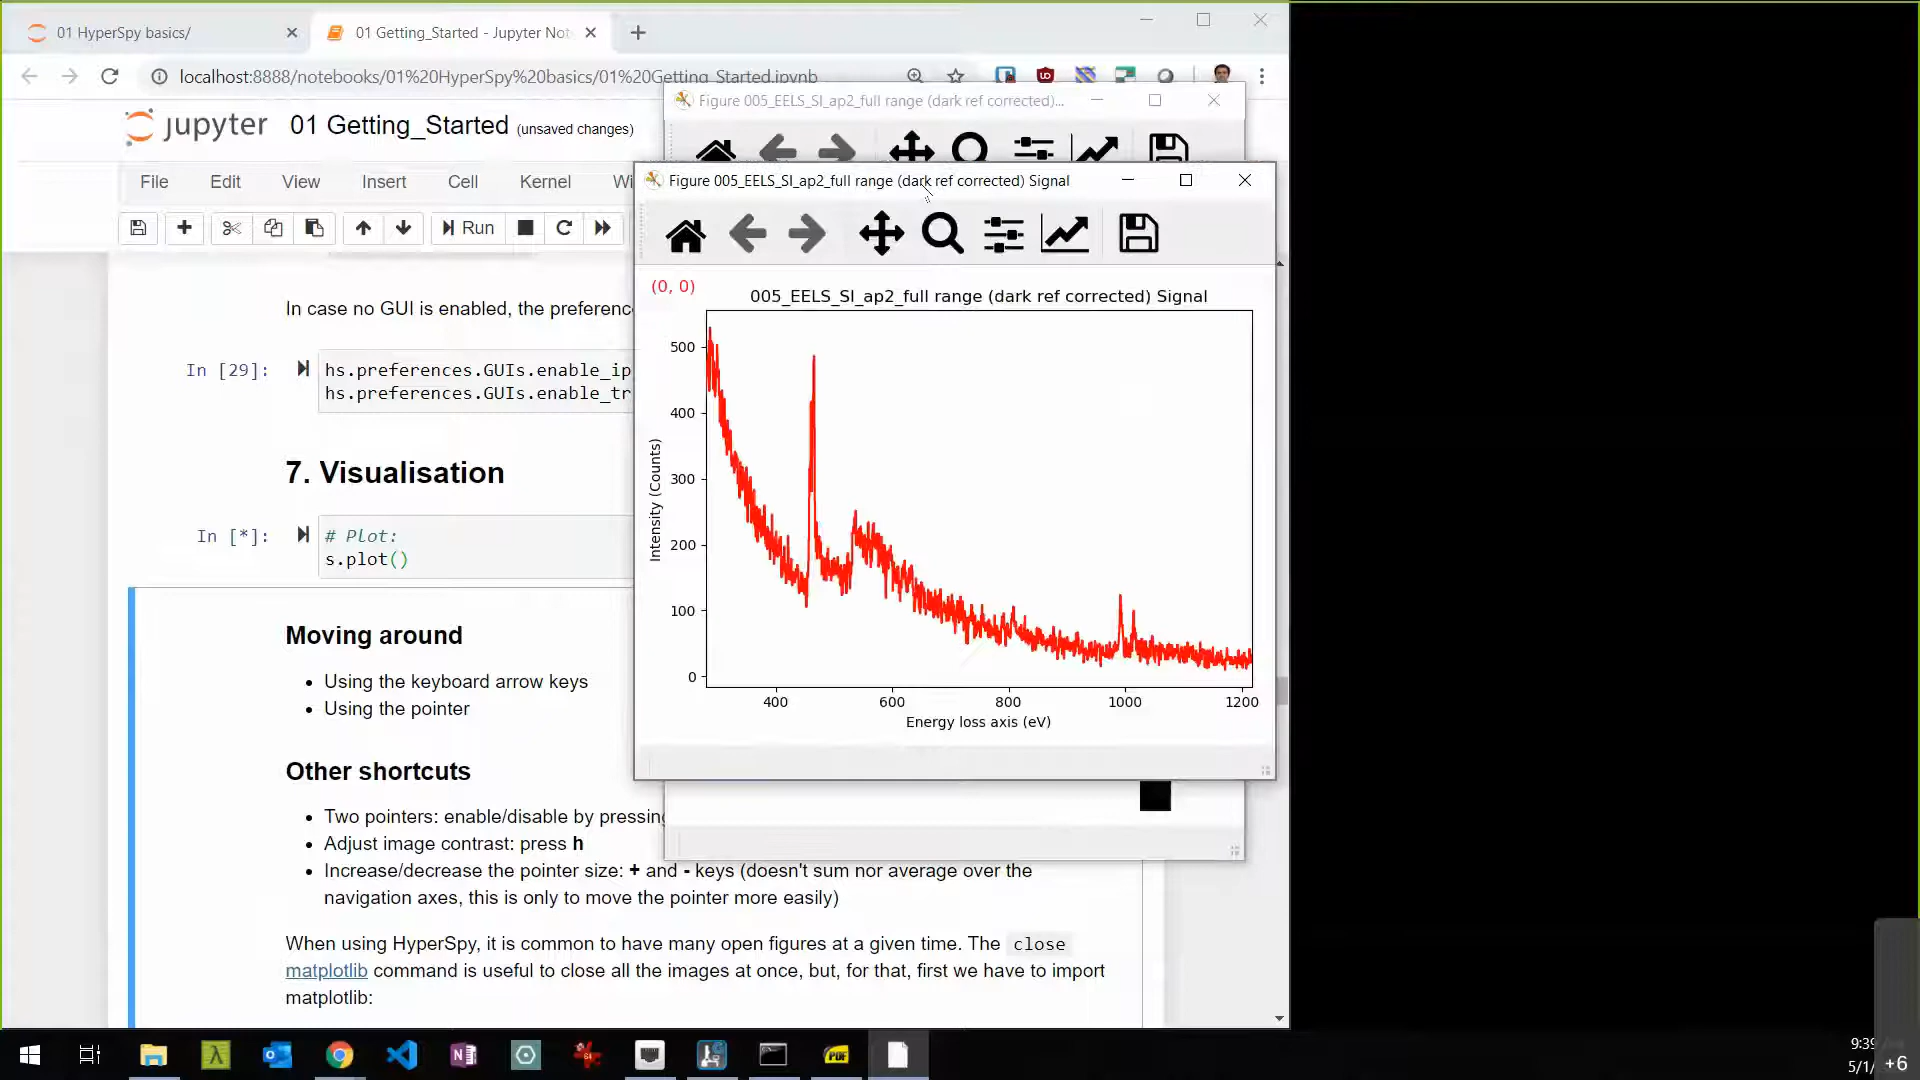 01 HyperSpy basics/
01 Getting_Started - Jupyter Not
localhost:8888/notebooks/01%20HyperSpy%20basics/01%20Getting_Started.ipynb
Figure 005_EELS_SI_ap2_full range (dark ref corrected)...
jupyter 01 Getting_Started (unsaved changes)
File Edit View Insert Cell Kernel Wi
Figure 005_EELS_SI_ap2_full range (dark ref corrected) Signal
Run
(0, 0)
005_EELS_SI_ap2_full range (dark ref corrected) Signal
500
400
300
200
100
0
Intensity (Counts)
400 600 800 1000 1200
Energy loss axis (eV)
In case no GUI is enabled, the preferenc
In [29]:
hs.preferences.GUIs.enable_ip
hs.preferences.GUIs.enable_tr
7. Visualisation
In [*]:
# Plot:
s.plot()
Moving around
• Using the keyboard arrow keys
• Using the pointer
Other shortcuts
• Two pointers: enable/disable by pressing
• Adjust image contrast: press h
• Increase/decrease the pointer size: + and - keys (doesn't sum nor average over the
navigation axes, this is only to move the pointer more easily)
When using HyperSpy, it is common to have many open figures at a given time. The close
matplotlib command is useful to close all the images at once, but, for that, first we have to import
matplotlib:
9:39
5/1/
+6